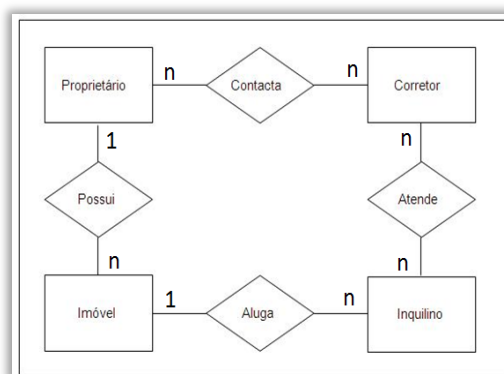 Proprietário n Contacta n Corretor
1 n
Possui Atende
n n
Imóvel 1 Aluga n Inquilino